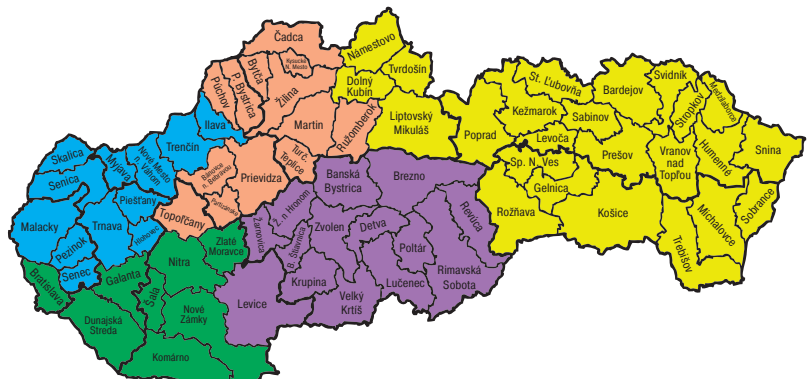 Čadca
Kysucké
N. Mesto
Bytča
P. Bystrica
Púchov
Žilina
Martin
Ružomberok
Turč.
Teplice
Prievidza
Bánovce
n. Bebravou
Partizánske
Topoľčany
Námestovo
Tvrdošín
Dolný
Kubín
Liptovský
Mikuláš
Poprad
Kežmarok
St. Ľubovňa
Levoča
Sabinov
Bardejov
Svidník
Stropkov
Medzilaborce
Prešov
Vranov
nad
Topľou
Humenné
Snina
Sp. N. Ves
Gelnica
Rožňava
Košice
Trebišov
Michalovce
Sobrance
Skalica
Senica
Myjava
Nové Mesto
n. Váhom
Trenčín
Ilava
Piešťany
Hlohovec
Trnava
Malacky
Pezinok
Senec
Bratislava
Galanta
Dunajská
Streda
Šaľa
Nitra
Zlaté
Moravce
Nové
Zámky
Komárno
Levice
Žarnovica
Ž. n Hronom
B. Štiavnica
Banská
Bystrica
Brezno
Zvolen
Detva
Krupina
Veľký
Krtíš
Lučenec
Poltár
Rimavská
Sobota
Revúca